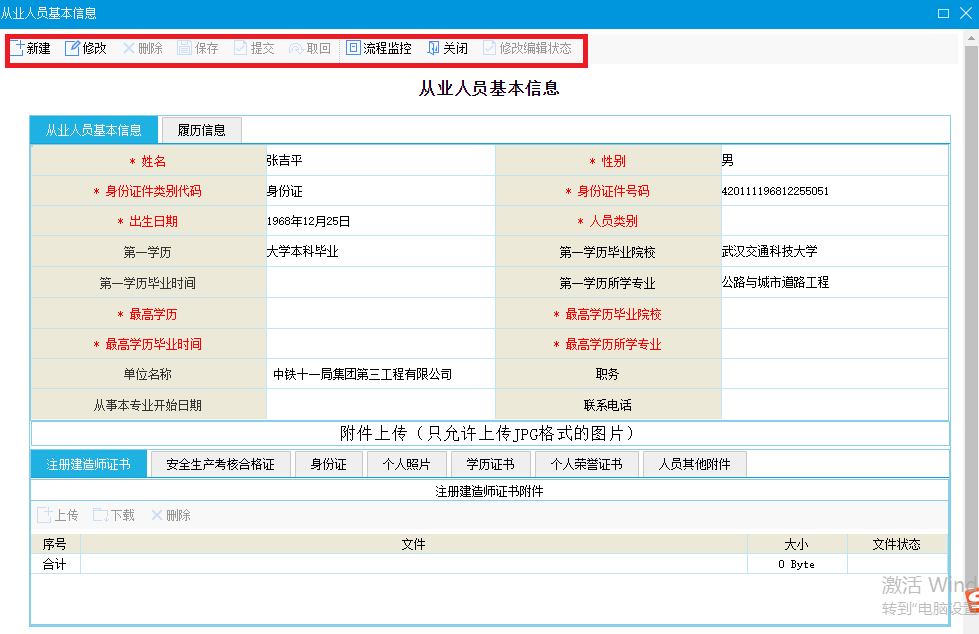 从业人员基本信息
新建 修改 删除 保存 提交 取回 流程监控 关闭 修改编辑状态
从业人员基本信息
从业人员基本信息 履历信息
* 姓名 张吉平 * 性别 男
* 身份证件类别代码 身份证 * 身份证件号码 420111196812255051
* 出生日期 1968年12月25日 * 人员类别
第一学历 大学本科毕业 第一学历毕业院校 武汉交通科技大学
第一学历毕业时间 第一学历所学专业 公路与城市道路工程
* 最高学历 * 最高学历毕业院校
* 最高学历毕业时间 * 最高学历所学专业
单位名称 中铁十一局集团第三工程有限公司 职务
从事本专业开始日期 联系电话
附件上传（只允许上传JPG格式的图片）
注册建造师证书 安全生产考核合格证 身份证 个人照片 学历证书 个人荣誉证书 人员其他附件
注册建造师证书附件
上传 下载 删除
序号 文件 大小 文件状态
合计 0 Byte
激活 Wind
转到"电脑设置